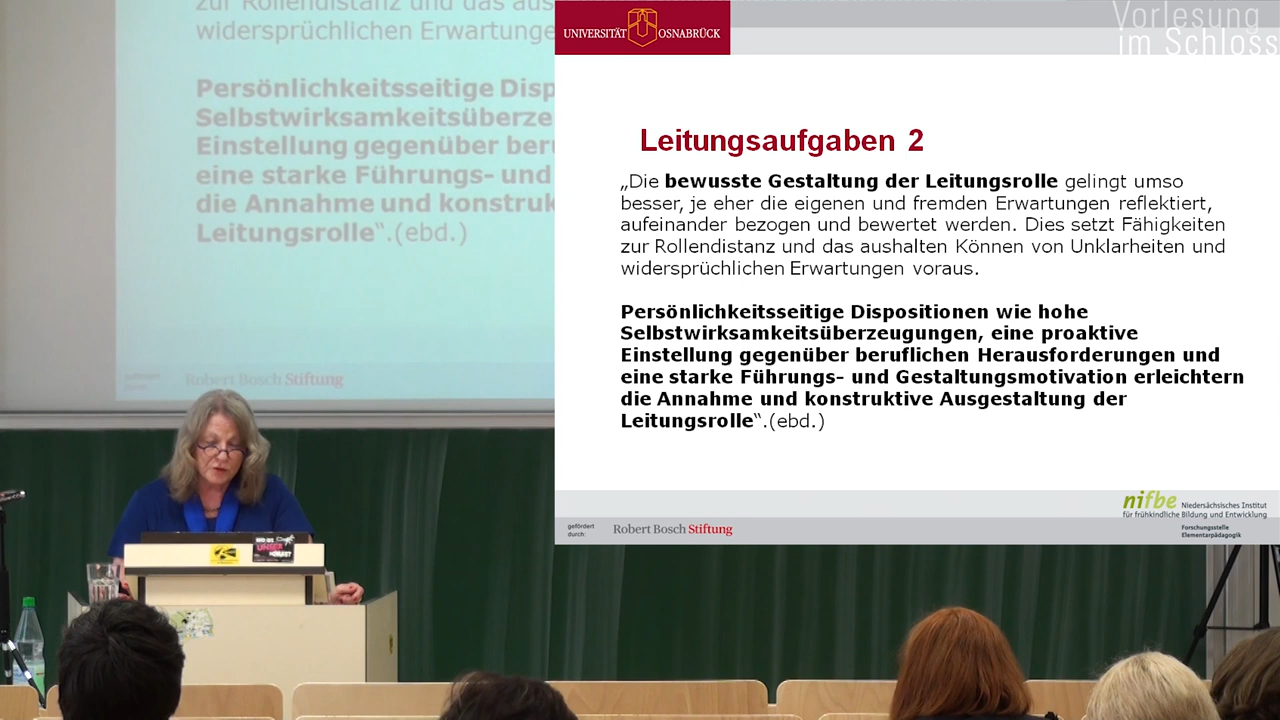 zur Rollendistanz und das aus
widersprüchlichen Erwartunge
Persönlichkeitsseitige Disp
Selbstwirksamkeitsüberze
Einstellung gegenüber beru
eine starke Führungs- und
die Annahme und konstruk
Leitungsrolle“.(ebd.)
Robert Bosch Stiftung
UNIVERSITÄT OSNABRÜCK
Vorlesung
im Schloss
Leitungsaufgaben 2
„Die bewusste Gestaltung der Leitungsrolle gelingt umso
besser, je eher die eigenen und fremden Erwartungen reflektiert,
aufeinander bezogen und bewertet werden. Dies setzt Fähigkeiten
zur Rollendistanz und das aushalten Können von Unklarheiten und
widersprüchlichen Erwartungen voraus.
Persönlichkeitsseitige Dispositionen wie hohe
Selbstwirksamkeitsüberzeugungen, eine proaktive
Einstellung gegenüber beruflichen Herausforderungen und
eine starke Führungs- und Gestaltungsmotivation erleichtern
die Annahme und konstruktive Ausgestaltung der
Leitungsrolle“.(ebd.)
gefördert
durch:
Robert Bosch Stiftung
nifbe Niedersächsisches Institut
für frühkindliche Bildung und Entwicklung
Forschungsstelle
Elementarpädagogik
UNSER